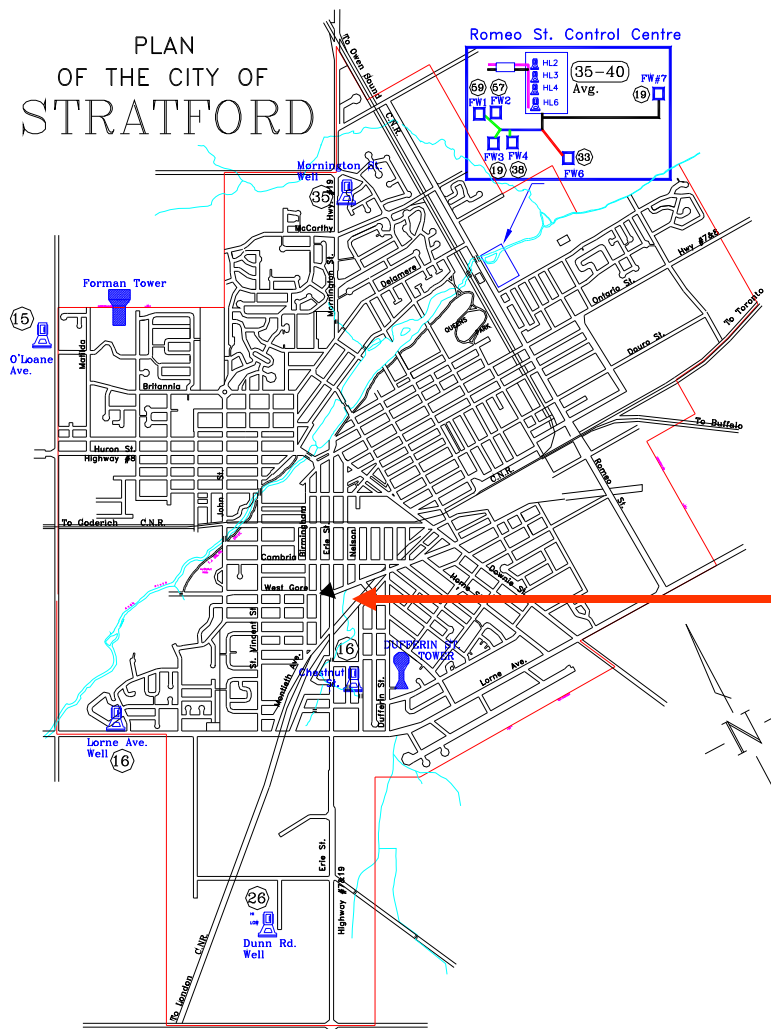 PLAN
OF THE CITY OF
STRATFORD
Romeo St. Control Centre
HL2
HL3
HL4
HL6
35-40
Avg.
FW#7
19
59
57
FW1
FW2
FW3
FW4
19
38
33
FW6
To Owen Sound
C.N.R.
Mornington St.
Well
35
Hwy #19
McCarthy
Mornington St.
Delamere
QUEENS
PARK
Ontario St.
Hwy #7&8
Douro St.
To Toronto
To Buffalo
Forman Tower
15
O'Loane
Ave.
Matilda
Britannia
Huron St.
Highway #8
John St.
To Goderich C.N.R.
C.N.R.
Romeo St.
Birmingham
Erie St.
Nelson
Cambria
West Gore
Home S
Downie St.
St. Vincent St.
Monteith Ave.
16
Chestnut
St.
DUFFERIN ST.
TOWER
Dufferin St.
Lorne Ave.
Lorne Ave.
Well
16
N
Erie St.
Highway #7&19
26
Dunn Rd.
Well
C.N.R.
To London